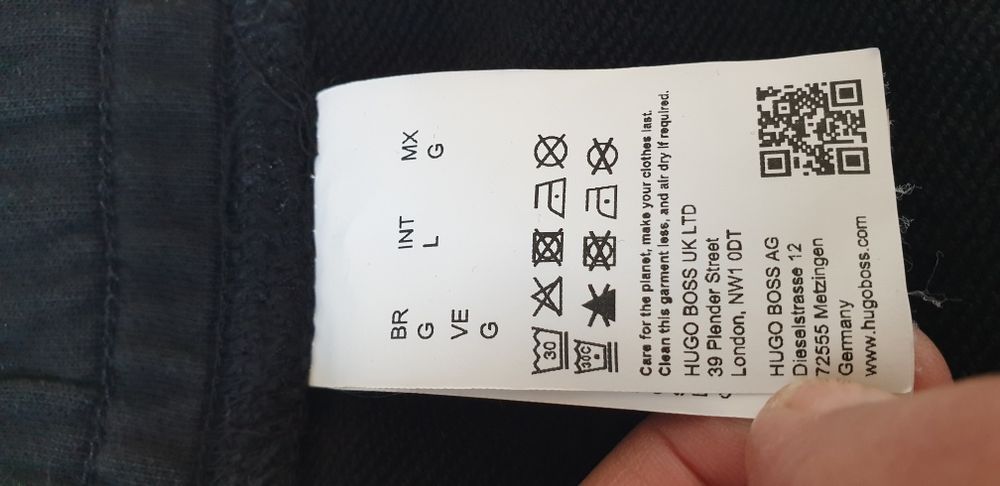 BR INT MX
G L G
VE
G
30
30C
Care for the planet, make your clothes last.
Clean this garment less, and air dry if required.
HUGO BOSS UK LTD
39 Plender Street
London, NW1 0DT
HUGO BOSS AG
Dieselstrasse 12
72555 Metzingen
Germany
www.hugoboss.com